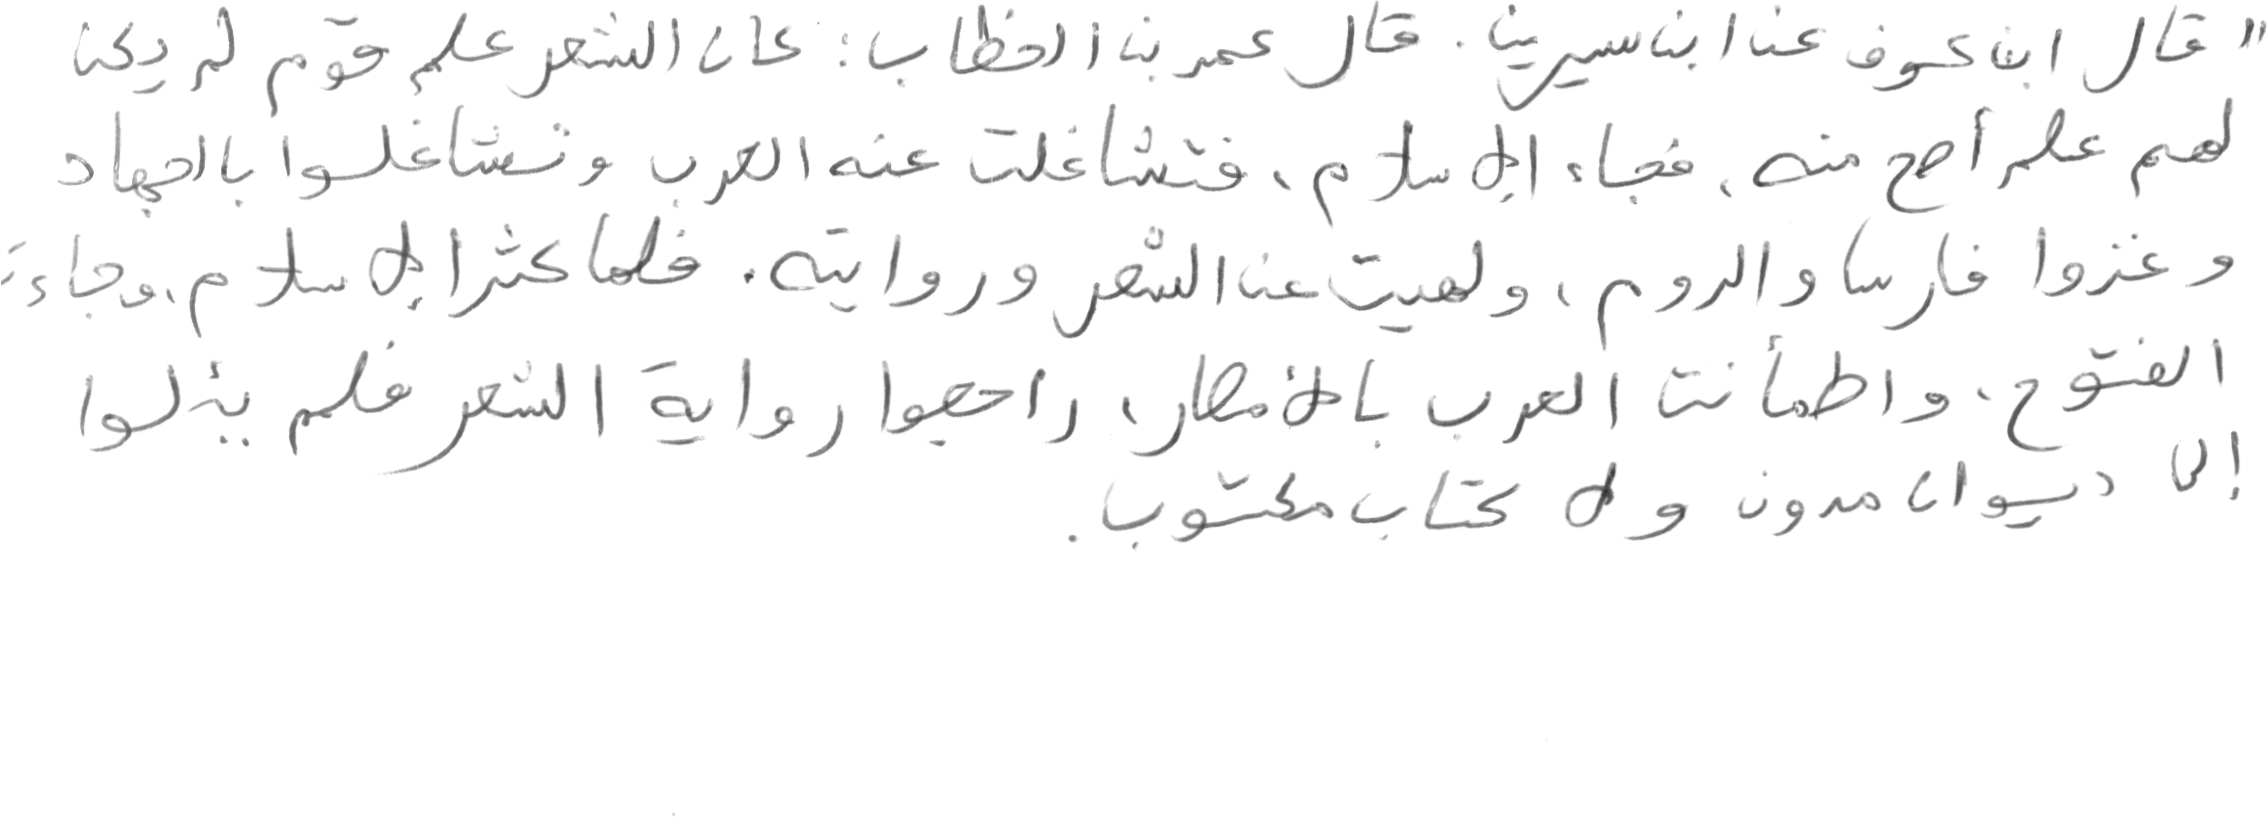 "قال ابن عوف عن ابن سيرين. قال عمر بن الخطاب: كان الشعر علم قوم لم يكن
لهم علم أصح منه، فجاء الإسلام، فتشاغلت عنه العرب وتشاغلوا بالجهاد
وغزوا فارسا والروم، ولهيت عن الشعر وروايته. فلما كثر الإسلام، وجاءت
الفتوح، واطمأنت العرب بالأمصار، راجعوا رواية الشعر فلم يئلوا
إلى ديوان مدون ولا كتاب مكتوب.